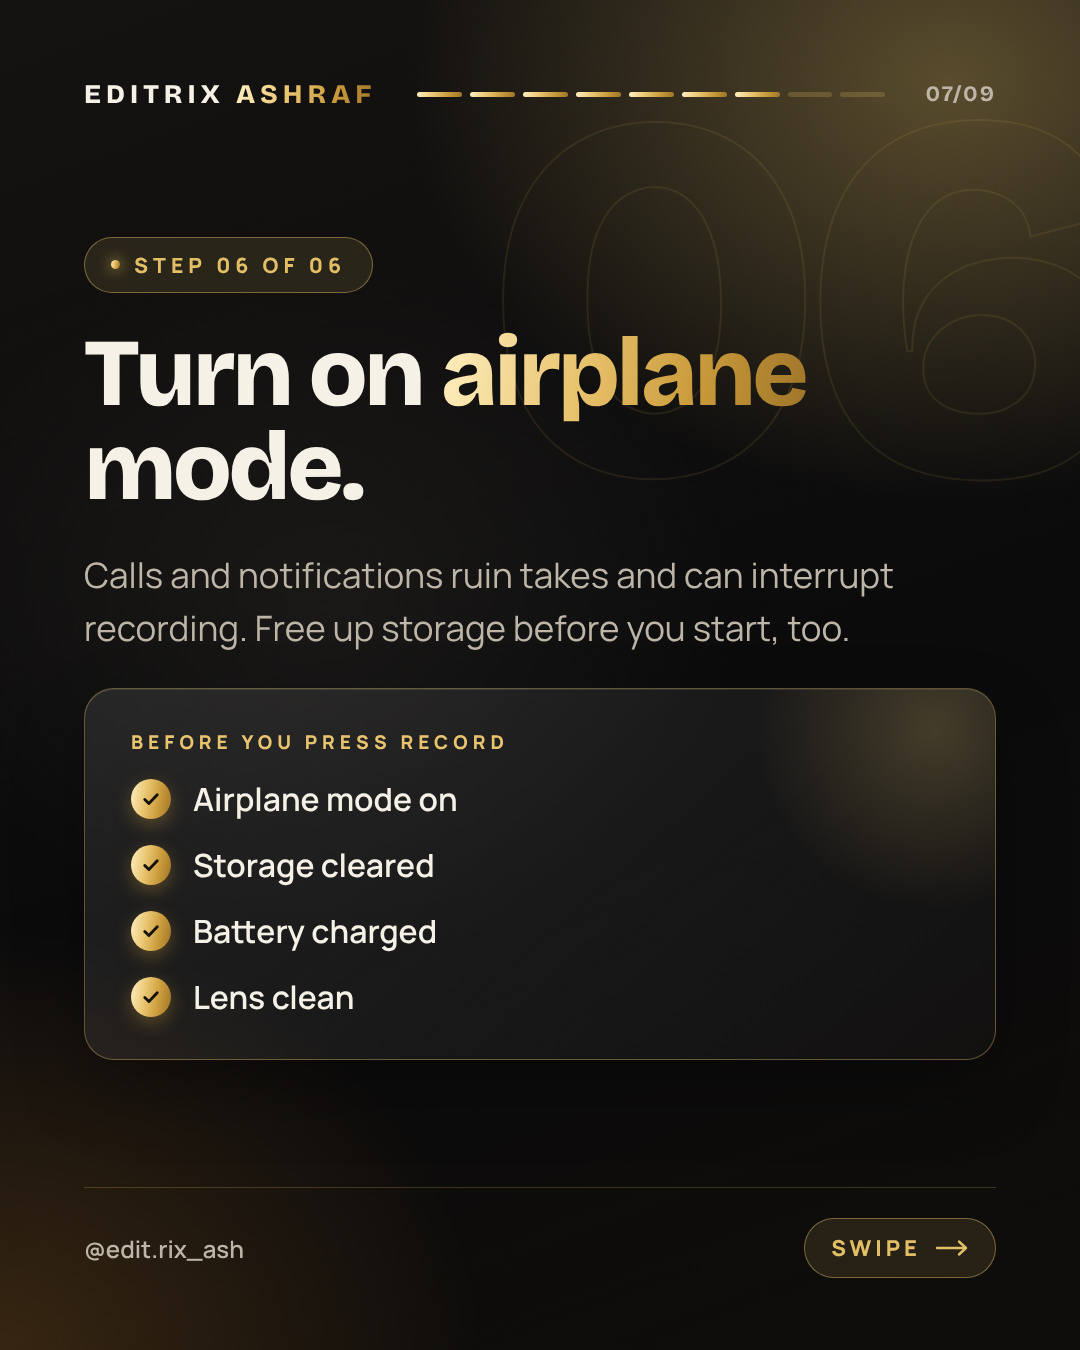 EDITRIX ASHRAF
07/09
06
STEP 06 OF 06
Turn on airplane
mode.
Calls and notifications ruin takes and can interrupt
recording. Free up storage before you start, too.
BEFORE YOU PRESS RECORD
Airplane mode on
Storage cleared
Battery charged
Lens clean
@edit.rix_ash
SWIPE →